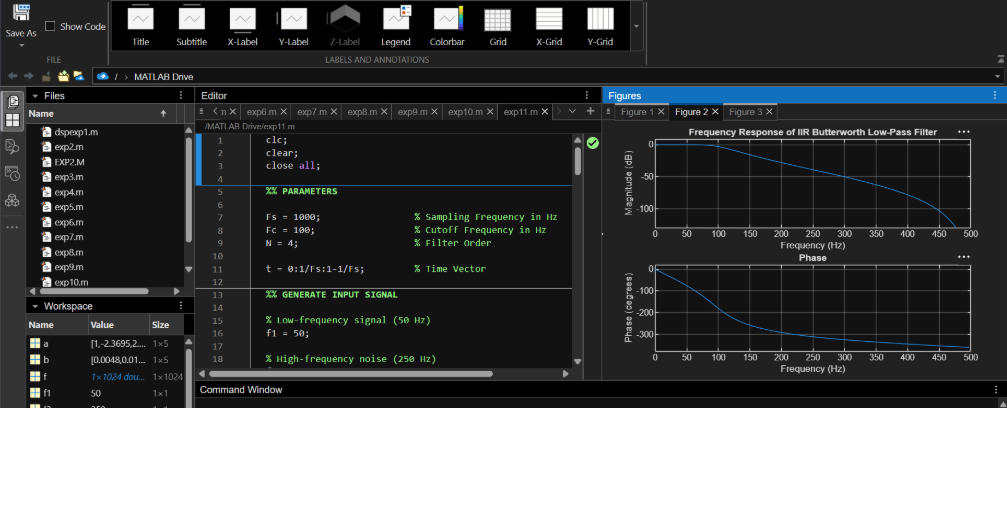 Save As
Show Code
FILE
Title
Subtitle
X-Label
Y-Label
Z-Label
Legend
Colorbar
Grid
X-Grid
Y-Grid
LABELS AND ANNOTATIONS
/ › MATLAB Drive
Files
Name
dspexp1.m
exp2.m
EXP2.M
exp3.m
exp4.m
exp5.m
exp6.m
exp7.m
exp8.m
exp9.m
exp10.m
Workspace
Name Value Size
a [1,-2.3695,2.... 1×5
b [0.0048,0.01... 1×5
f 1×1024 dou... 1×1024
f1 50 1×1
Editor
exp6.m exp7.m exp8.m exp9.m exp10.m exp11.m
/MATLAB Drive/exp11.m
1 clc;
2 clear;
3 close all;
4
5 %% PARAMETERS
6
7 Fs = 1000; % Sampling Frequency in Hz
8 Fc = 100; % Cutoff Frequency in Hz
9 N = 4; % Filter Order
10
11 t = 0:1/Fs:1-1/Fs; % Time Vector
12
13 %% GENERATE INPUT SIGNAL
14
15 % Low-frequency signal (50 Hz)
16 f1 = 50;
17
18 % High-frequency noise (250 Hz)
Figures
Figure 1 Figure 2 Figure 3
Frequency Response of IIR Butterworth Low-Pass Filter
Magnitude (dB)
0
-50
-100
0 50 100 150 200 250 300 350 400 450 500
Frequency (Hz)
Phase
Phase (degrees)
0
-100
-200
-300
0 50 100 150 200 250 300 350 400 450 500
Frequency (Hz)
Command Window